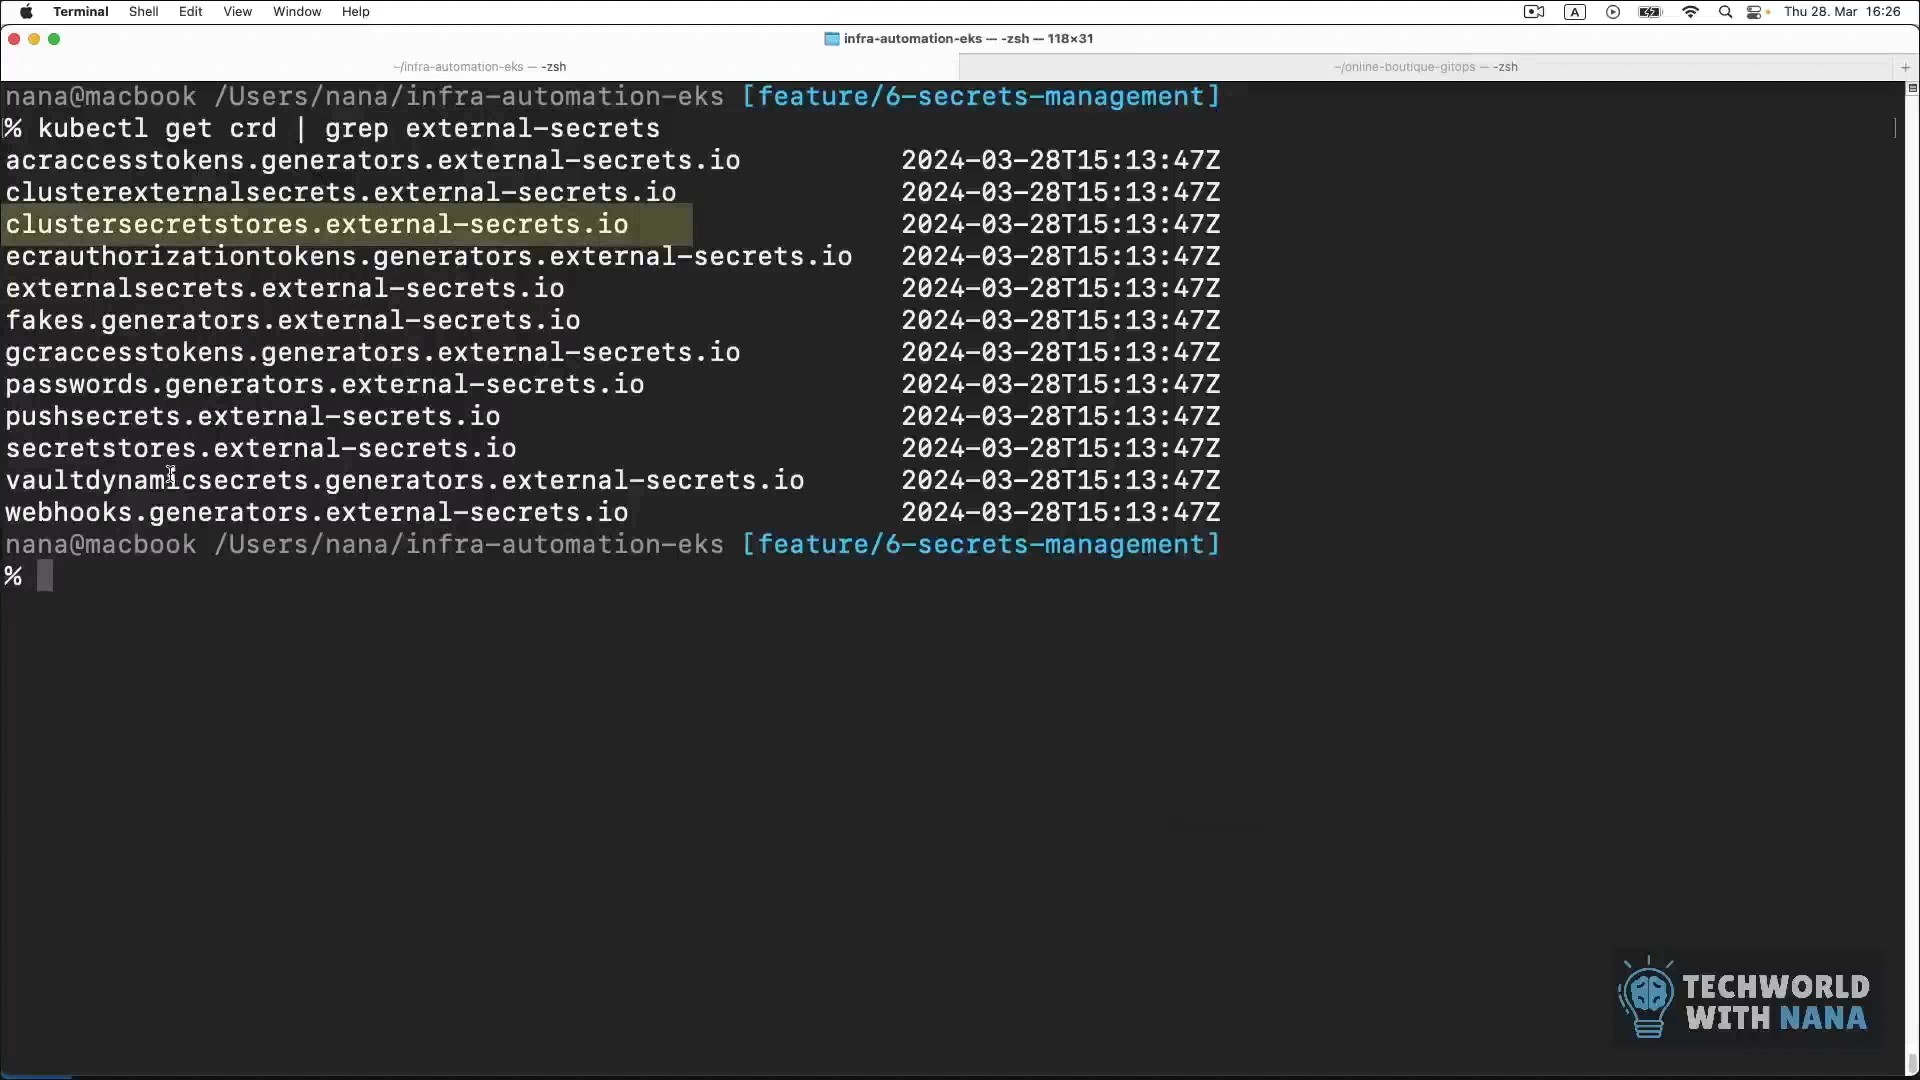 Terminal Shell Edit View Window Help A Thu 28. Mar 16:26
infra-automation-eks — -zsh — 118×31
~/infra-automation-eks — -zsh ~/online-boutique-gitops — -zsh +
nana@macbook /Users/nana/infra-automation-eks [feature/6-secrets-management]
% kubectl get crd | grep external-secrets ]
acraccesstokens.generators.external-secrets.io 2024-03-28T15:13:47Z
clusterexternalsecrets.external-secrets.io 2024-03-28T15:13:47Z
clustersecretstores.external-secrets.io 2024-03-28T15:13:47Z
ecrauthorizationtokens.generators.external-secrets.io 2024-03-28T15:13:47Z
externalsecrets.external-secrets.io 2024-03-28T15:13:47Z
fakes.generators.external-secrets.io 2024-03-28T15:13:47Z
gcraccesstokens.generators.external-secrets.io 2024-03-28T15:13:47Z
passwords.generators.external-secrets.io 2024-03-28T15:13:47Z
pushsecrets.external-secrets.io 2024-03-28T15:13:47Z
secretstores.external-secrets.io 2024-03-28T15:13:47Z
vaultdynamicsecrets.generators.external-secrets.io 2024-03-28T15:13:47Z
webhooks.generators.external-secrets.io 2024-03-28T15:13:47Z
nana@macbook /Users/nana/infra-automation-eks [feature/6-secrets-management]
%
TECHWORLD
WITH NANA